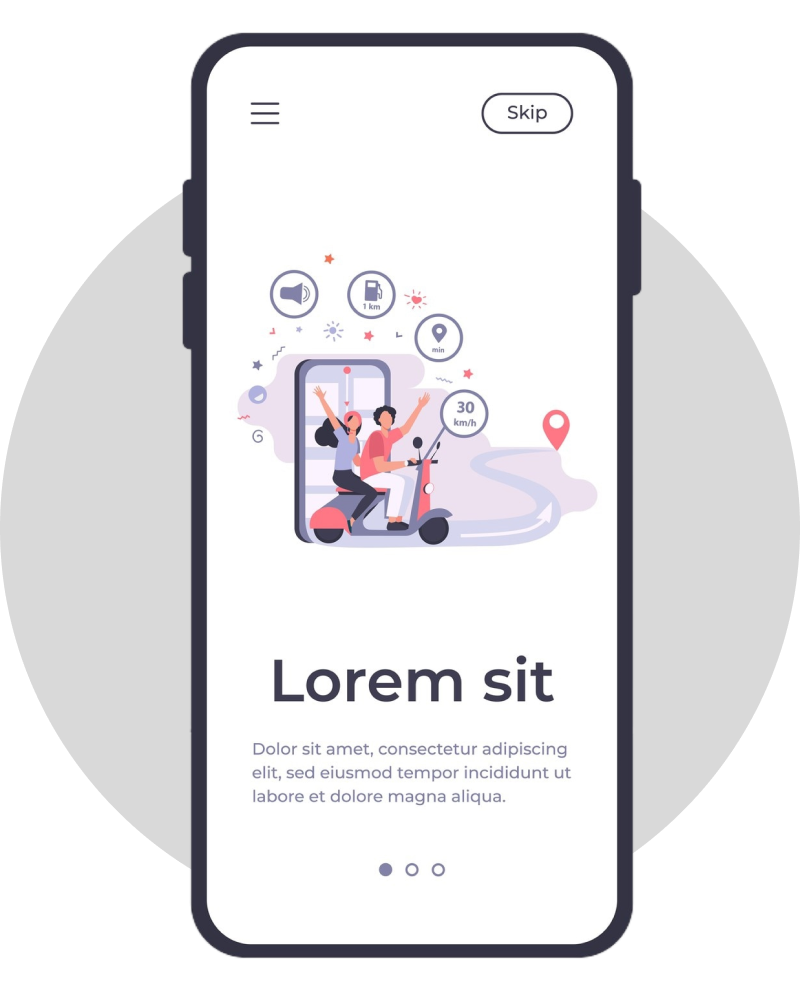 Skip
1 km
min
30
km/h
Lorem sit
Dolor sit amet, consectetur adipiscing
elit, sed eiusmod tempor incididunt ut
labore et dolore magna aliqua.